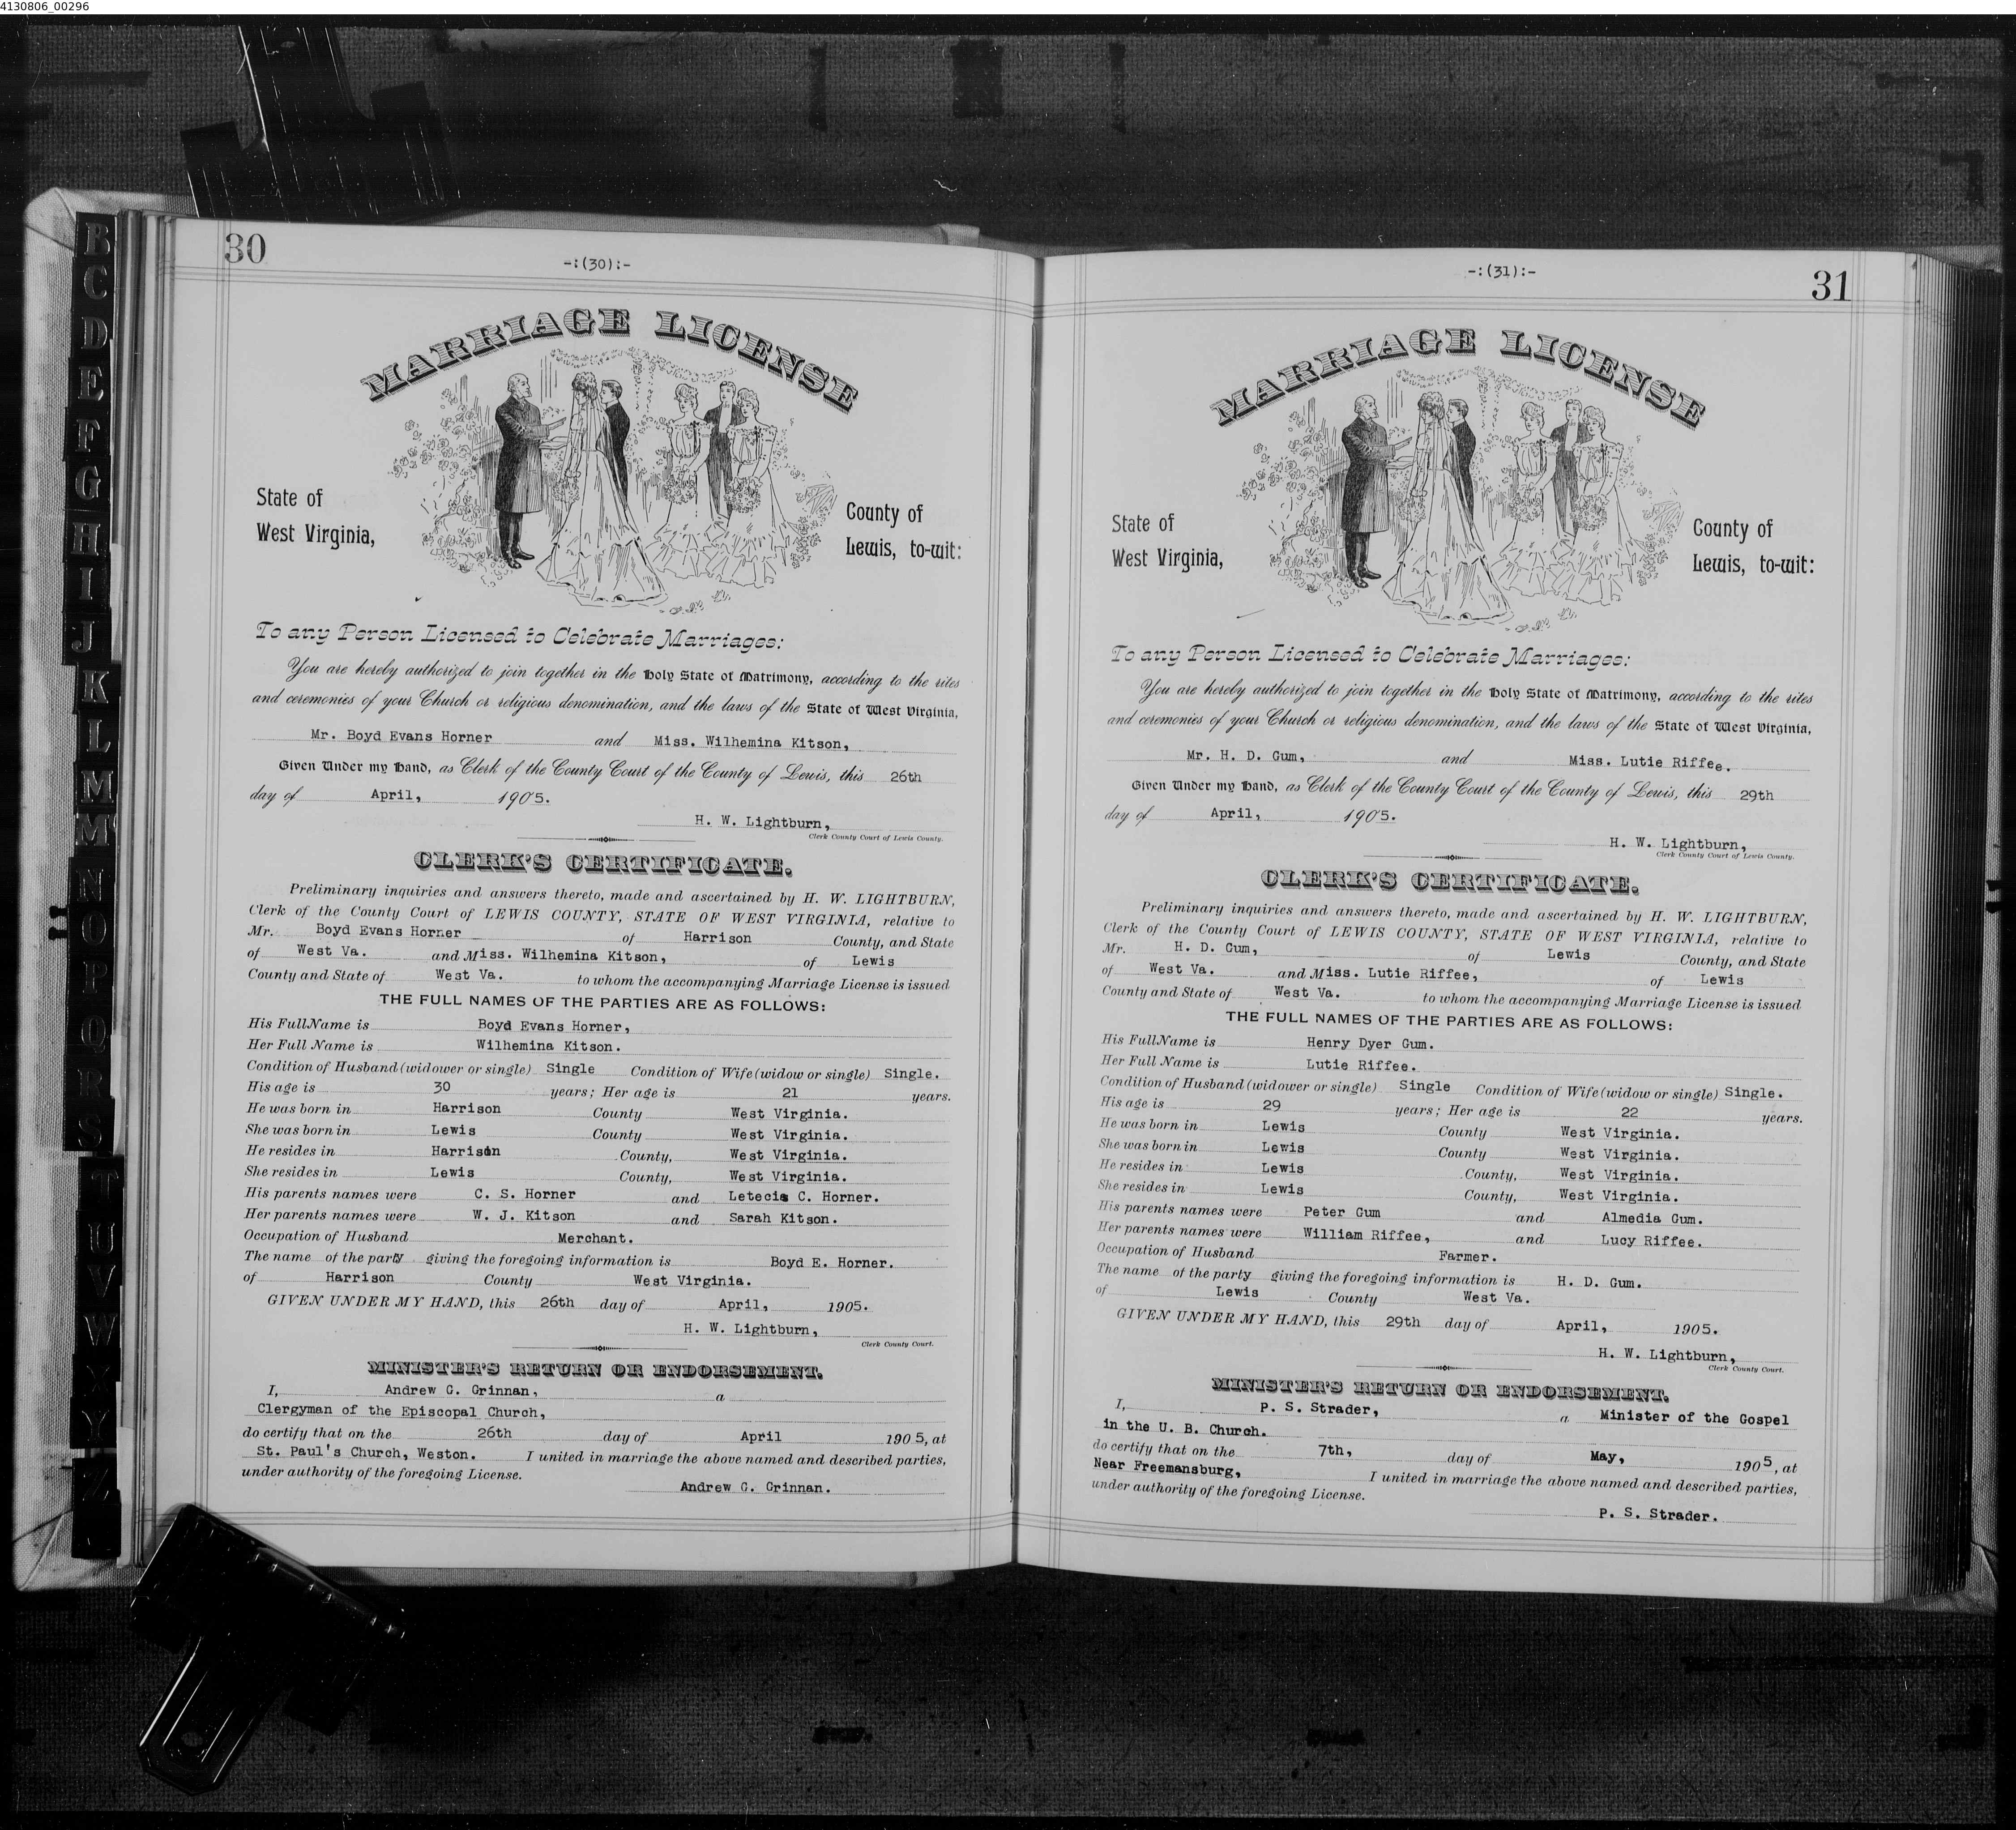 4130806_00296
B
C
D
E
F
G
H
I
J
K
L
M
M
N
O
P
Q
R
S
T
U
V
W
X
Y
Z
30
-:(30):-
MARRIAGE LICENSE
State of
West Virginia,
County of
Lewis, to-wit:
To any Person Licensed to Celebrate Marriages:
You are hereby authorized to join together in the Holy State of Matrimony, according to the rites
and ceremonies of your Church or religious denomination, and the laws of the State of West Virginia,
Mr. Boyd Evans Horner and Miss. Wilhemina Kitson,
Given Under my Hand, as Clerk of the County Court of the County of Lewis, this 26th
day of April, 1905.
H. W. Lightburn,
Clerk County Court of Lewis County.
CLERK'S CERTIFICATE.
Preliminary inquiries and answers thereto, made and ascertained by H. W. LIGHTBURN,
Clerk of the County Court of LEWIS COUNTY, STATE OF WEST VIRGINIA, relative to
Mr. Boyd Evans Horner of Harrison County, and State
of West Va. and Miss. Wilhemina Kitson, of Lewis
County and State of West Va. to whom the accompanying Marriage License is issued
THE FULL NAMES OF THE PARTIES ARE AS FOLLOWS:
His Full Name is Boyd Evans Horner,
Her Full Name is Wilhemina Kitson.
Condition of Husband (widower or single) Single Condition of Wife (widow or single) Single.
His age is 30 years; Her age is 21 years.
He was born in Harrison County West Virginia.
She was born in Lewis County West Virginia.
He resides in Harrison County, West Virginia.
She resides in Lewis County, West Virginia.
His parents names were C. S. Horner and Letecia C. Horner.
Her parents names were W. J. Kitson and Sarah Kitson.
Occupation of Husband Merchant.
The name of the party giving the foregoing information is Boyd E. Horner.
of Harrison County West Virginia.
GIVEN UNDER MY HAND, this 26th day of April, 1905.
H. W. Lightburn,
Clerk County Court.
MINISTER'S RETURN OR ENDORSEMENT.
I, Andrew G. Grinnan, a
Clergyman of the Episcopal Church,
do certify that on the 26th day of April 1905, at
St. Paul's Church, Weston. I united in marriage the above named and described parties,
under authority of the foregoing License.
Andrew G. Grinnan.
-:(31):-
31
MARRIAGE LICENSE
State of
West Virginia,
County of
Lewis, to-wit:
To any Person Licensed to Celebrate Marriages:
You are hereby authorized to join together in the Holy State of Matrimony, according to the rites
and ceremonies of your Church or religious denomination, and the laws of the State of West Virginia,
Mr. H. D. Gum, and Miss. Lutie Riffee.
Given Under my Hand, as Clerk of the County Court of the County of Lewis, this 29th
day of April, 1905.
H. W. Lightburn,
Clerk County Court of Lewis County.
CLERK'S CERTIFICATE.
Preliminary inquiries and answers thereto, made and ascertained by H. W. LIGHTBURN,
Clerk of the County Court of LEWIS COUNTY, STATE OF WEST VIRGINIA, relative to
Mr. H. D. Gum, of Lewis County, and State
of West Va. and Miss. Lutie Riffee, of Lewis
County and State of West Va. to whom the accompanying Marriage License is issued
THE FULL NAMES OF THE PARTIES ARE AS FOLLOWS:
His Full Name is Henry Dyer Gum.
Her Full Name is Lutie Riffee.
Condition of Husband (widower or single) Single Condition of Wife (widow or single) Single.
His age is 29 years; Her age is 22 years.
He was born in Lewis County West Virginia.
She was born in Lewis County West Virginia.
He resides in Lewis County, West Virginia.
She resides in Lewis County, West Virginia.
His parents names were Peter Gum and Almedia Gum.
Her parents names were William Riffee, and Lucy Riffee.
Occupation of Husband Farmer.
The name of the party giving the foregoing information is H. D. Gum.
of Lewis County West Va.
GIVEN UNDER MY HAND, this 29th day of April, 1905.
H. W. Lightburn,
Clerk County Court.
MINISTER'S RETURN OR ENDORSEMENT.
I, P. S. Strader, a Minister of the Gospel
in the U. B. Church.
do certify that on the 7th, day of May, 1905, at
Near Freemansburg, I united in marriage the above named and described parties,
under authority of the foregoing License.
P. S. Strader.